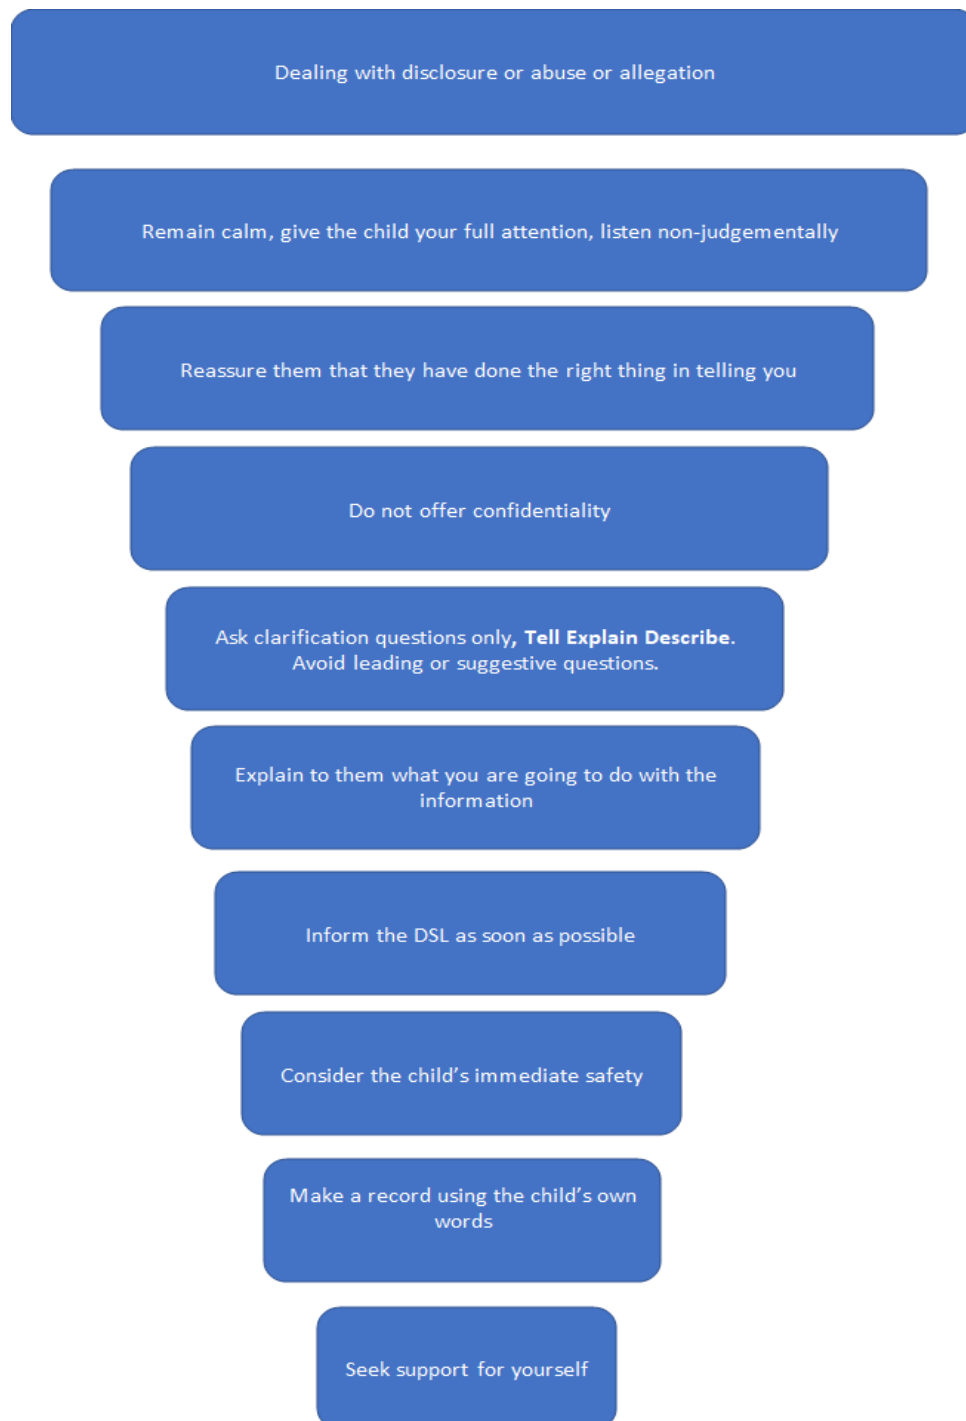 Dealing with disclosure or abuse or allegation
Remain calm, give the child your full attention, listen non-judgementally
Reassure them that they have done the right thing in telling you
Do not offer confidentiality
Ask clarification questions only, Tell Explain Describe.
Avoid leading or suggestive questions.
Explain to them what you are going to do with the
information
Inform the DSL as soon as possible
Consider the child’s immediate safety
Make a record using the child’s own
words
Seek support for yourself